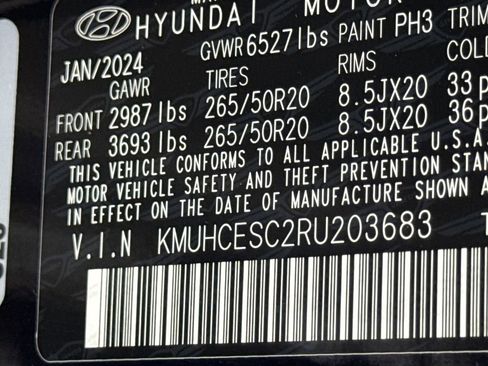 HYUNDAI MOTOR
GVWR 6527 lbs PAINT PH3 TRIM
JAN/2024
GAWR TIRES RIMS COLD
FRONT 2987 lbs 265/50R20 8.5JX20 33
REAR 3693 lbs 265/50R20 8.5JX20 36
THIS VEHICLE CONFORMS TO ALL APPLICABLE U.S.A
MOTOR VEHICLE SAFETY AND THEFT PREVENTION STAN
IN EFFECT ON THE DATE OF MANUFACTURE SHOWN A
V.I.N KMUHCESC2RU203683